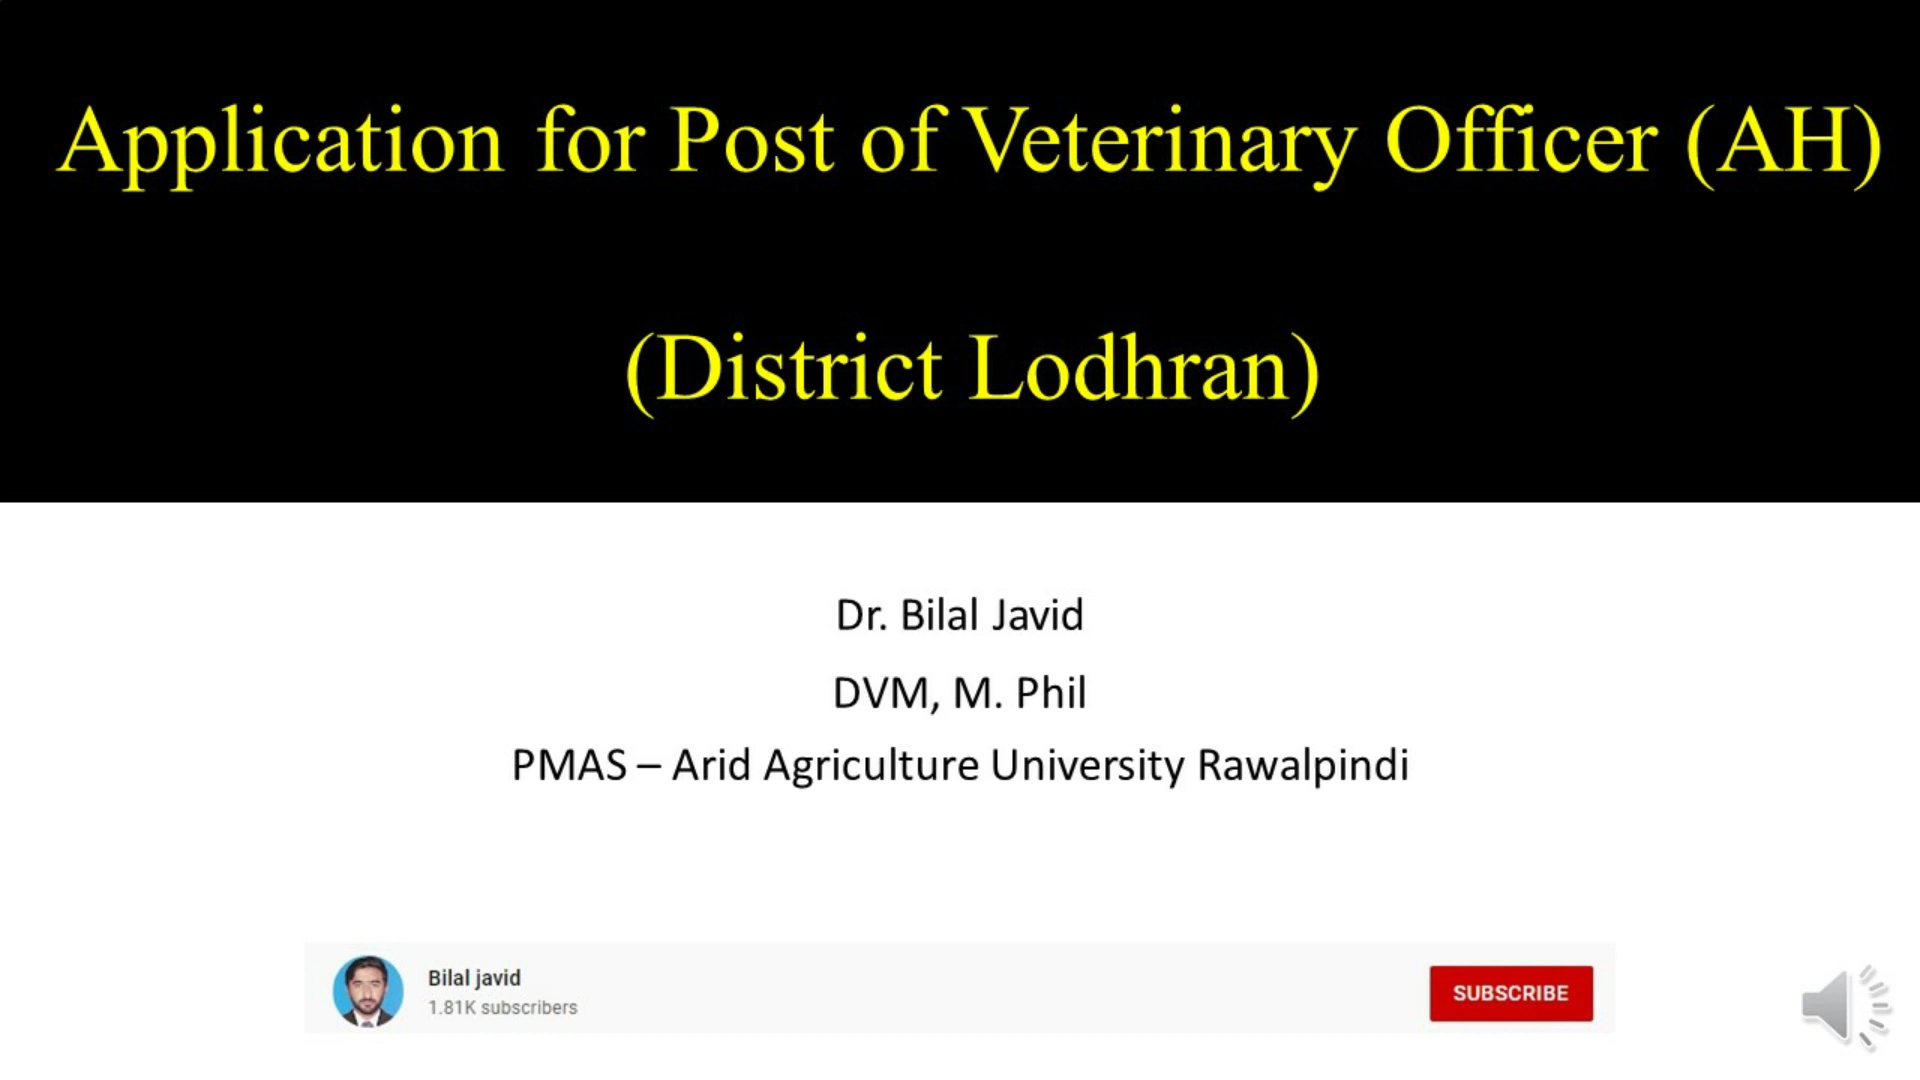 Application for Post of Veterinary Officer (AH)
(District Lodhran)
Dr. Bilal Javid
DVM, M. Phil
PMAS – Arid Agriculture University Rawalpindi
Bilal javid
1.81K subscribers
SUBSCRIBE